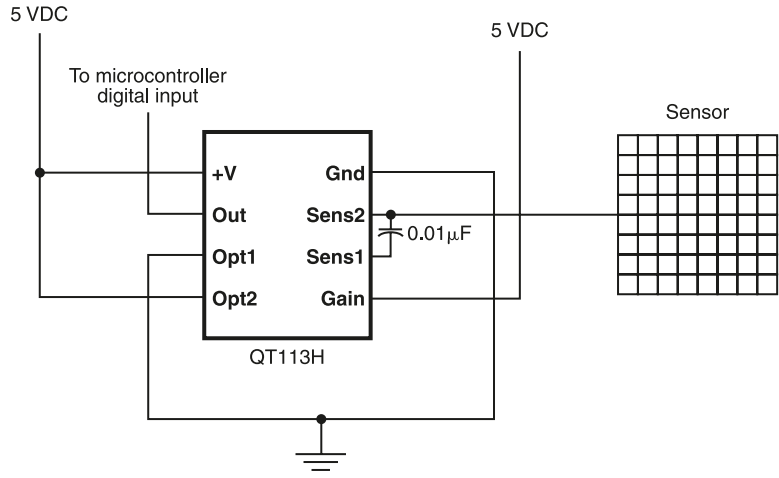 5 VDC
To microcontroller
digital input
5 VDC
Sensor
+V
Gnd
Out
Sens2
0.01μF
Opt1
Sens1
Opt2
Gain
QT113H